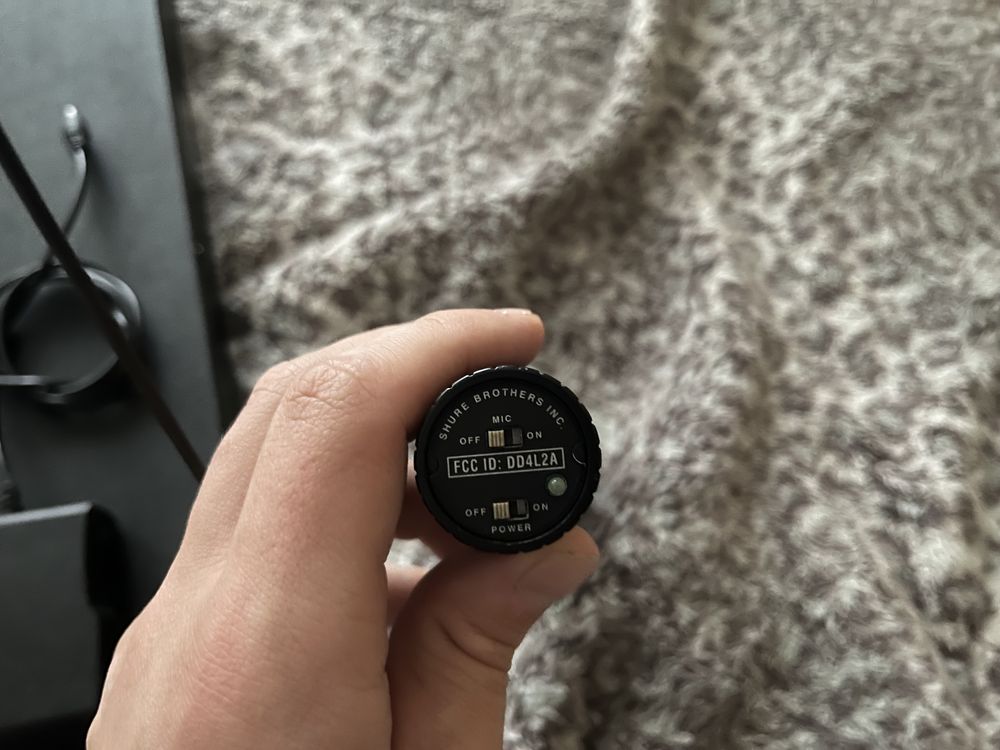 SHURE BROTHERS INC.
MIC
OFF ON
FCC ID: DD4L2A
OFF ON
POWER